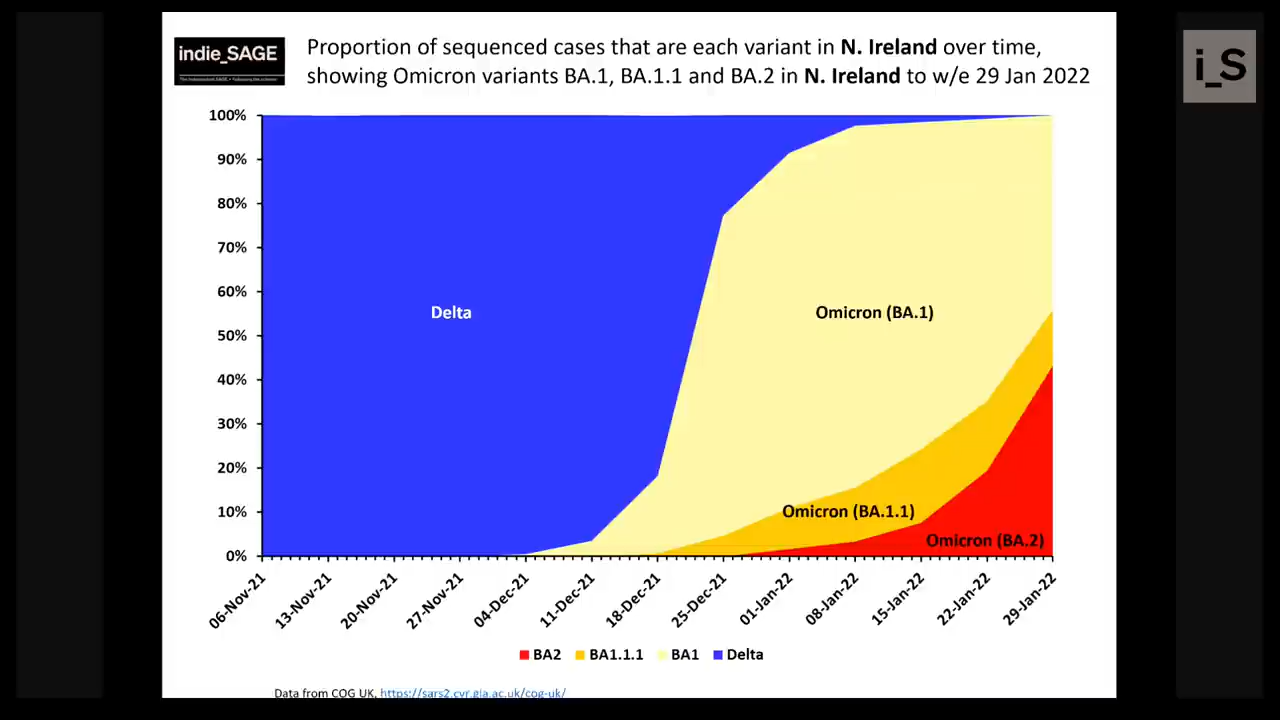 indie_SAGE
Proportion of sequenced cases that are each variant in N. Ireland over time,
showing Omicron variants BA.1, BA.1.1 and BA.2 in N. Ireland to w/e 29 Jan 2022
i_S
100%
90%
80%
70%
60%
50%
40%
30%
20%
10%
0%
Delta
Omicron (BA.1)
Omicron (BA.1.1)
Omicron (BA.2)
06-Nov-21
13-Nov-21
20-Nov-21
27-Nov-21
04-Dec-21
11-Dec-21
18-Dec-21
25-Dec-21
01-Jan-22
08-Jan-22
15-Jan-22
22-Jan-22
29-Jan-22
BA2 BA1.1.1 BA1 Delta
Data from COG UK, https://sars2.cvr.gla.ac.uk/cog-uk/